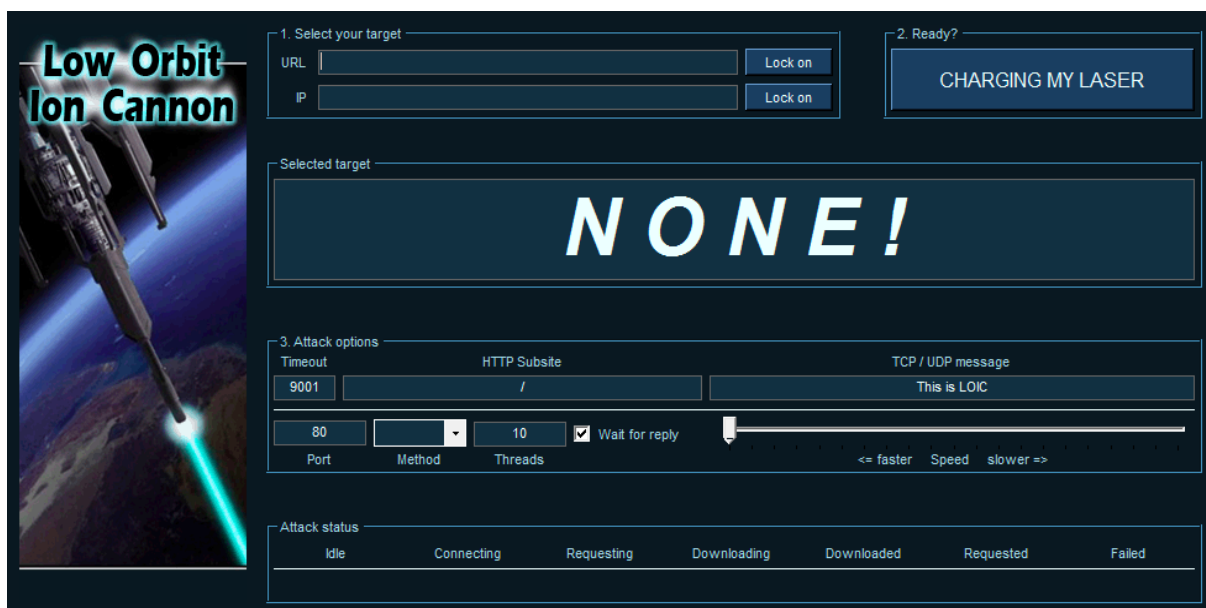 Low Orbit
Ion Cannon
1. Select your target
URL
Lock on
IP
Lock on
2. Ready?
CHARGING MY LASER
Selected target
N O N E !
3. Attack options
Timeout HTTP Subsite TCP / UDP message
9001 / This is LOIC
80 10 Wait for reply
Port Method Threads <= faster Speed slower =>
Attack status
Idle Connecting Requesting Downloading Downloaded Requested Failed